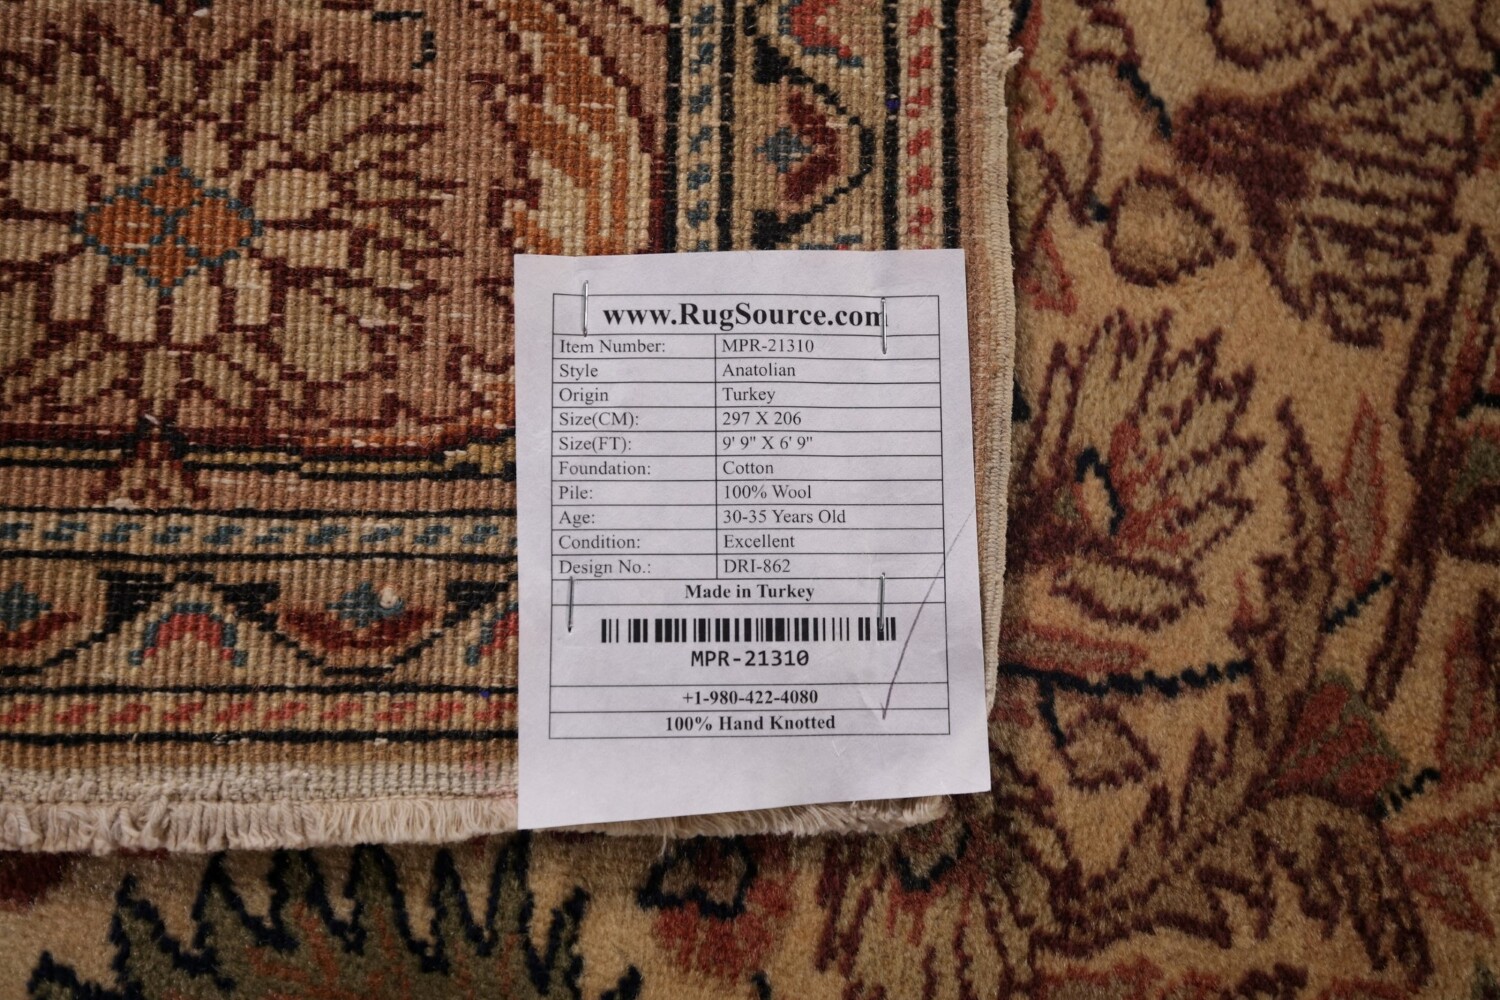 www.RugSource.com
Item Number: MPR-21310
Style Anatolian
Origin Turkey
Size(CM): 297 X 206
Size(FT): 9' 9" X 6' 9"
Foundation: Cotton
Pile: 100% Wool
Age: 30-35 Years Old
Condition: Excellent
Design No.: DRI-862
Made in Turkey
MPR-21310
+1-980-422-4080
100% Hand Knotted